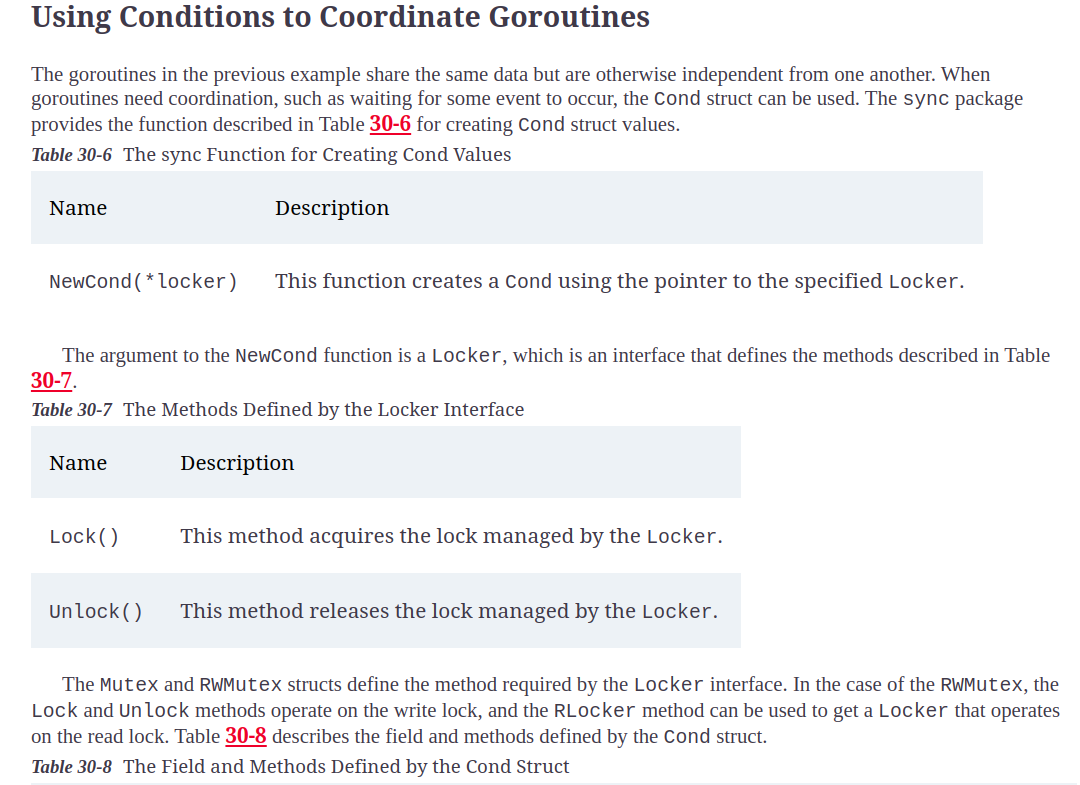 Using Conditions to Coordinate Goroutines
The goroutines in the previous example share the same data but are otherwise independent from one another. When
goroutines need coordination, such as waiting for some event to occur, the Cond struct can be used. The sync package
provides the function described in Table 30-6 for creating Cond struct values.
Table 30-6 The sync Function for Creating Cond Values
Name Description
NewCond(*locker) This function creates a Cond using the pointer to the specified Locker.
The argument to the NewCond function is a Locker, which is an interface that defines the methods described in Table
30-7.
Table 30-7 The Methods Defined by the Locker Interface
Name Description
Lock() This method acquires the lock managed by the Locker.
Unlock() This method releases the lock managed by the Locker.
The Mutex and RWMutex structs define the method required by the Locker interface. In the case of the RWMutex, the
Lock and Unlock methods operate on the write lock, and the RLocker method can be used to get a Locker that operates
on the read lock. Table 30-8 describes the field and methods defined by the Cond struct.
Table 30-8 The Field and Methods Defined by the Cond Struct